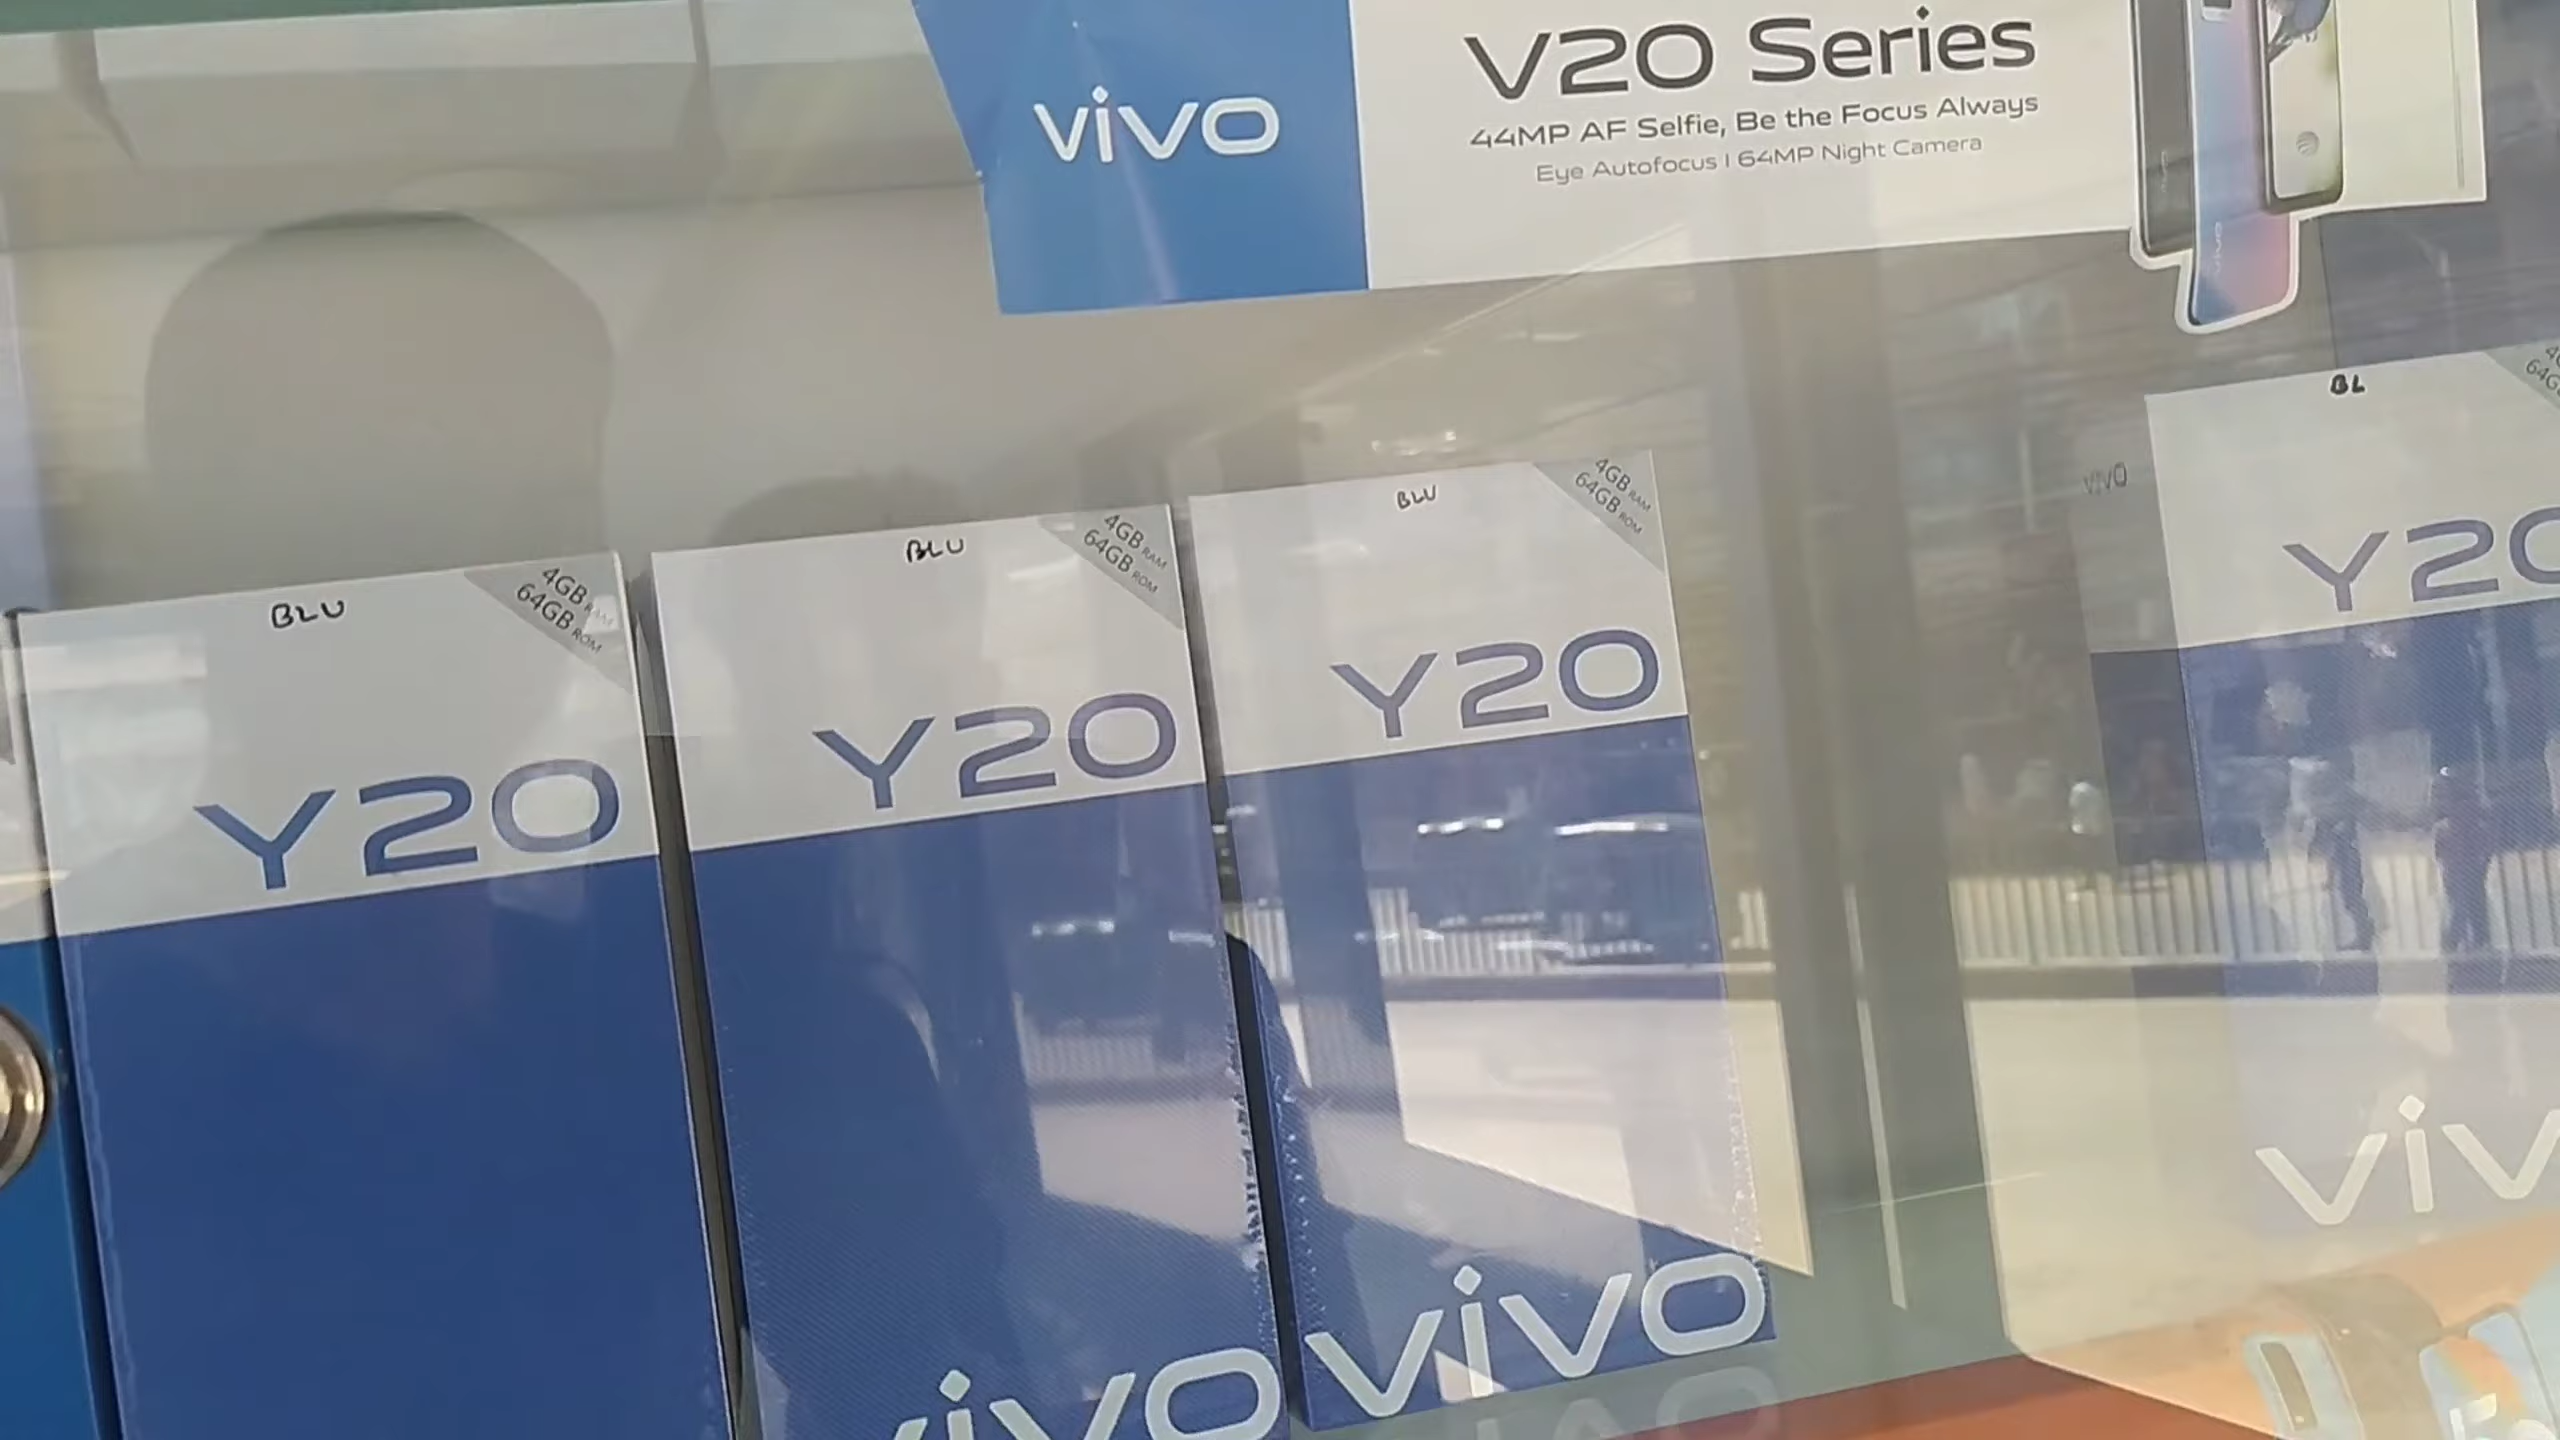 vivo
V20 Series
44MP AF Selfie, Be the Focus Always
Eye Autofocus | 64MP Night Camera
vivo
BLU
4GB RAM
64GB ROM
Y20
BLU
4GB RAM
64GB ROM
Y20
vivo
BLU
4GB RAM
64GB ROM
Y20
vivo
vivo
BL
64G
Y20
viv